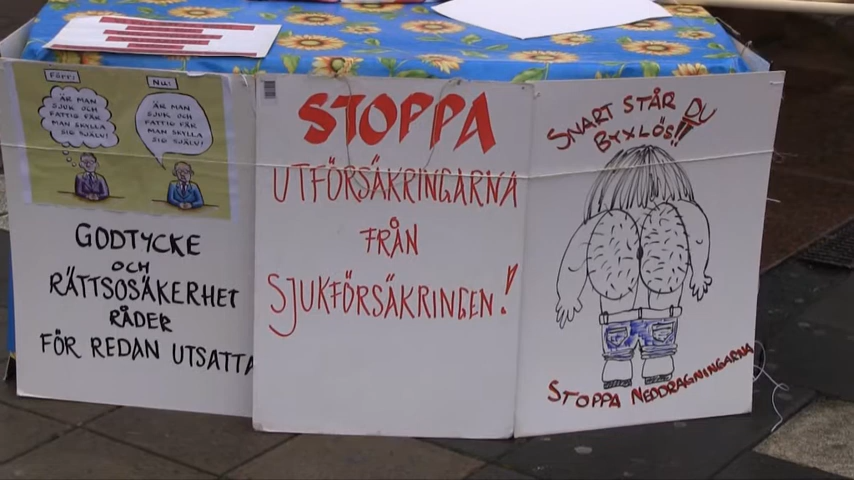 FÖRR!
ÄR MAN
SJUK OCH
FATTIG FÅR
MAN SKYLLA
SIG SJÄLV!
NU!
ÄR MAN
SJUK OCH
FATTIG FÅR
MAN SKYLLA
SIG SJÄLV!
GODTYCKE
OCH
RÄTTSOSÄKERHET
RÅDER
FÖR REDAN UTSATTA
STOPPA
UTFÖRSÄKRINGARNA
FRÅN
SJUKFÖRSÄKRINGEN!
SNART STÅR DU
BYXLÖS!!
STOPPA NEDDRAGNINGARNA